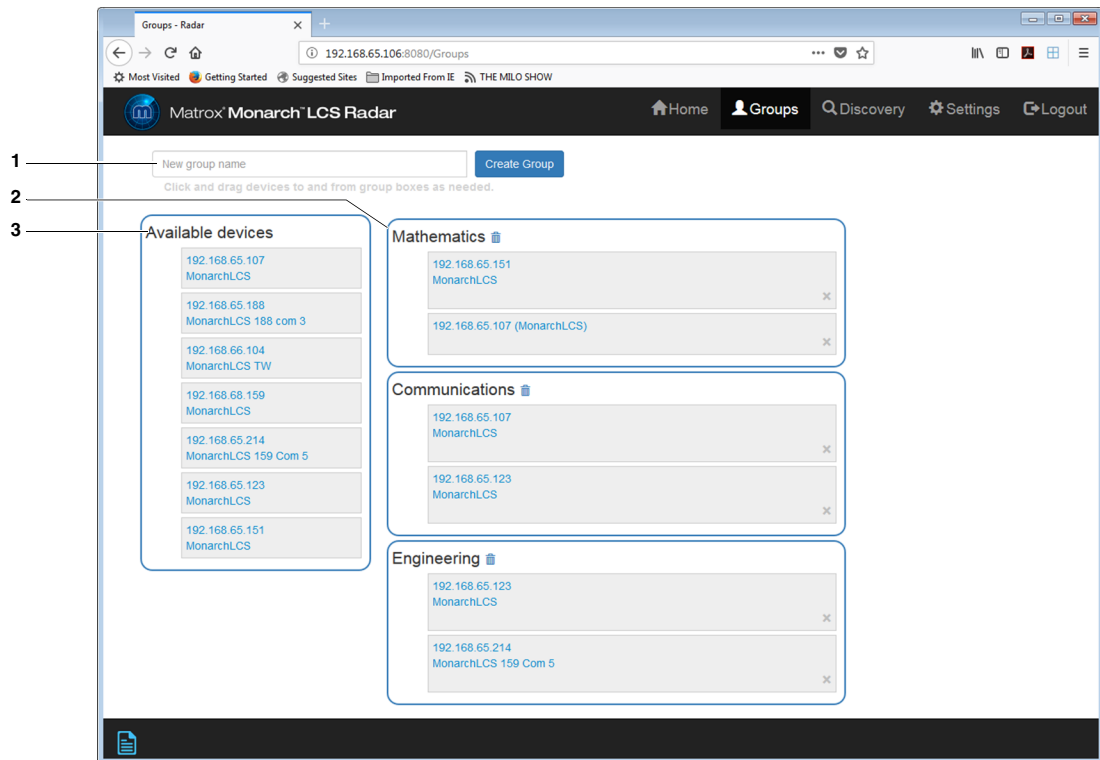 Groups - Radar
192.168.65.106:8080/Groups
Most Visited Getting Started Suggested Sites Imported From IE THE MILO SHOW
Matrox® Monarch™ LCS Radar
Home Groups Discovery Settings Logout
1
New group name
Create Group
Click and drag devices to and from group boxes as needed.
2
3
Available devices
192.168.65.107
MonarchLCS
192.168.65.188
MonarchLCS 188 com 3
192.168.66.104
MonarchLCS TW
192.168.68.159
MonarchLCS
192.168.65.214
MonarchLCS 159 Com 5
192.168.65.123
MonarchLCS
192.168.65.151
MonarchLCS
Mathematics
192.168.65.151
MonarchLCS
192.168.65.107 (MonarchLCS)
Communications
192.168.65.107
MonarchLCS
192.168.65.123
MonarchLCS
Engineering
192.168.65.123
MonarchLCS
192.168.65.214
MonarchLCS 159 Com 5